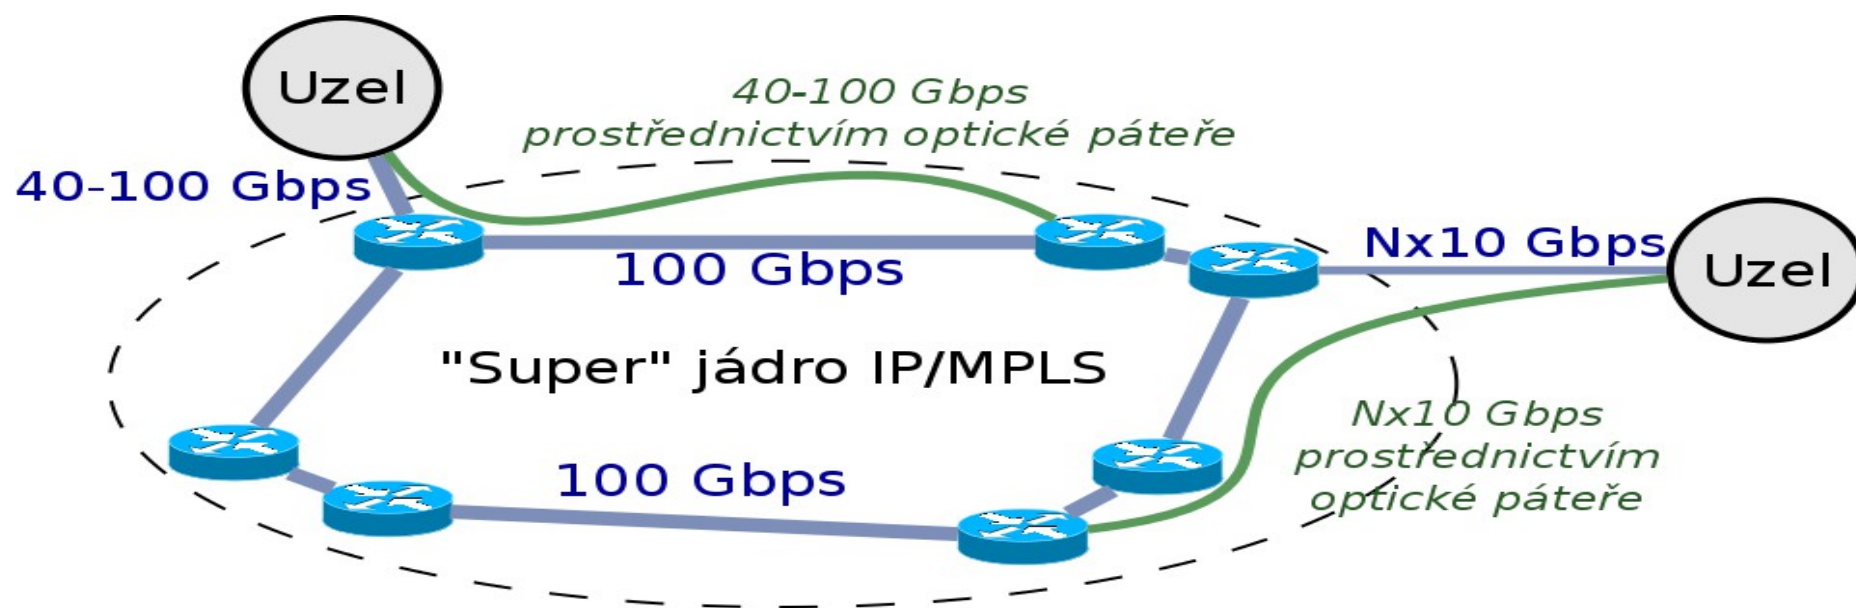 Uzel
40-100 Gbps
prostřednictvím optické páteře
40-100 Gbps
Nx10 Gbps
Uzel
100 Gbps
"Super" jádro IP/MPLS
Nx10 Gbps
prostřednictvím
optické páteře
100 Gbps